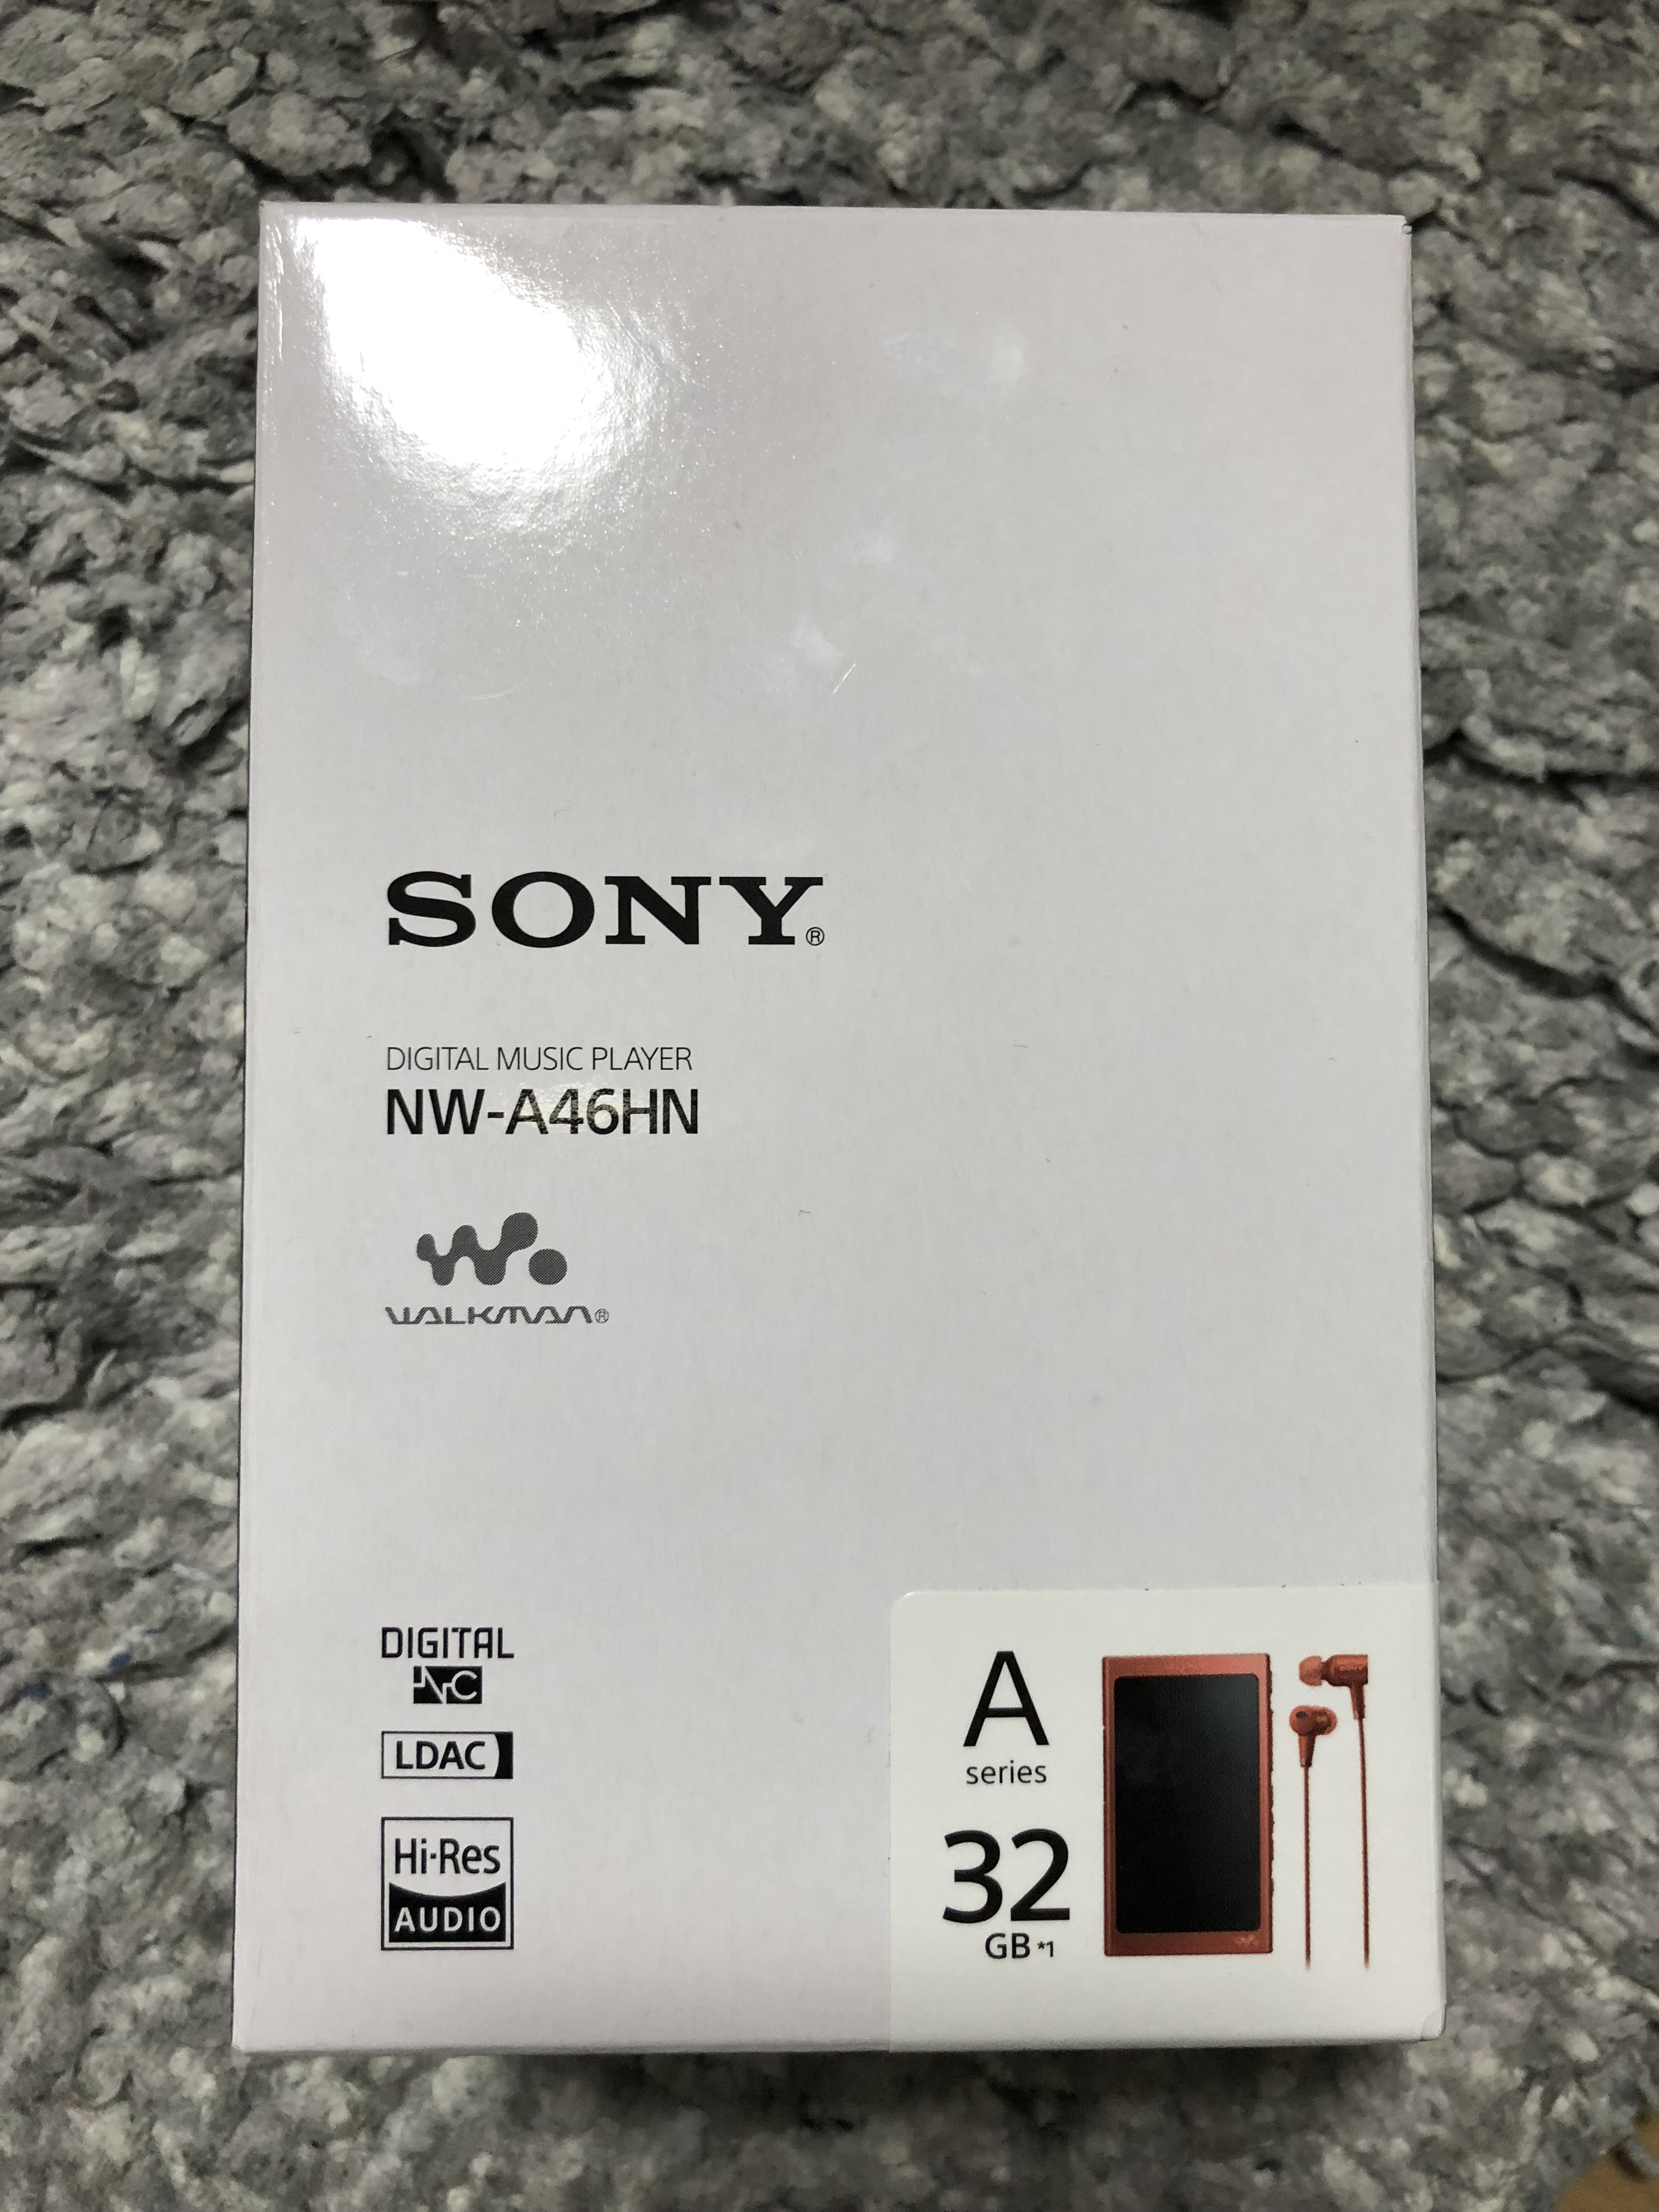 SONY®
DIGITAL MUSIC PLAYER
NW-A46HN
WALKMAN®
DIGITAL
NC
LDAC
Hi-Res
AUDIO
A
series
32
GB *1